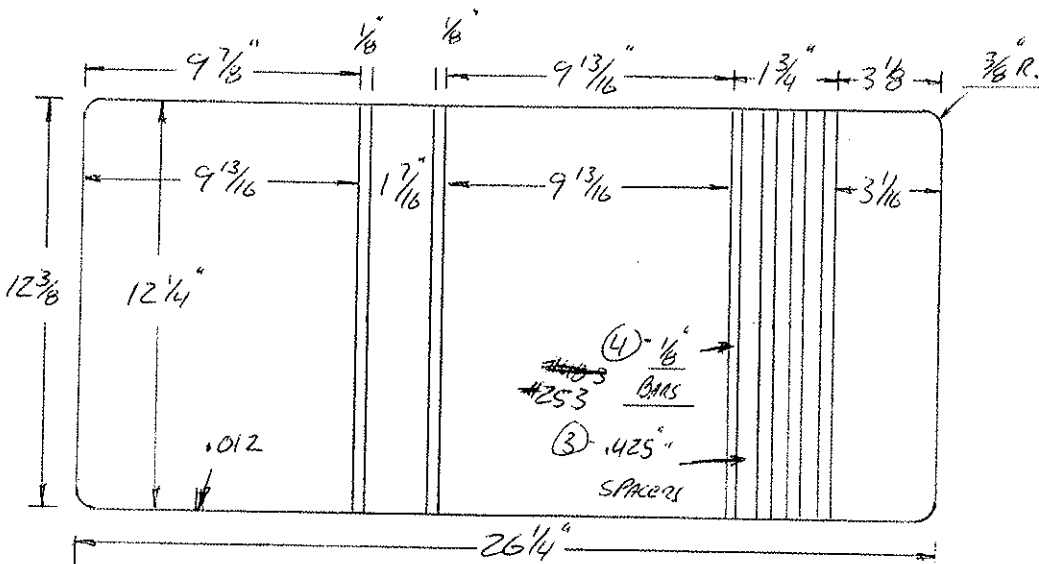 1/8" 1/8"
9 7/8" 9 13/16" 1 3/4" 3 1/8 3/8" R.
9 13/16 1 7/16" 9 13/16 3 1/16
12 3/8 12 1/4"
④ - 1/8"
#253 BARS
.012 ③ - .425"
SPACERS
26 1/4"